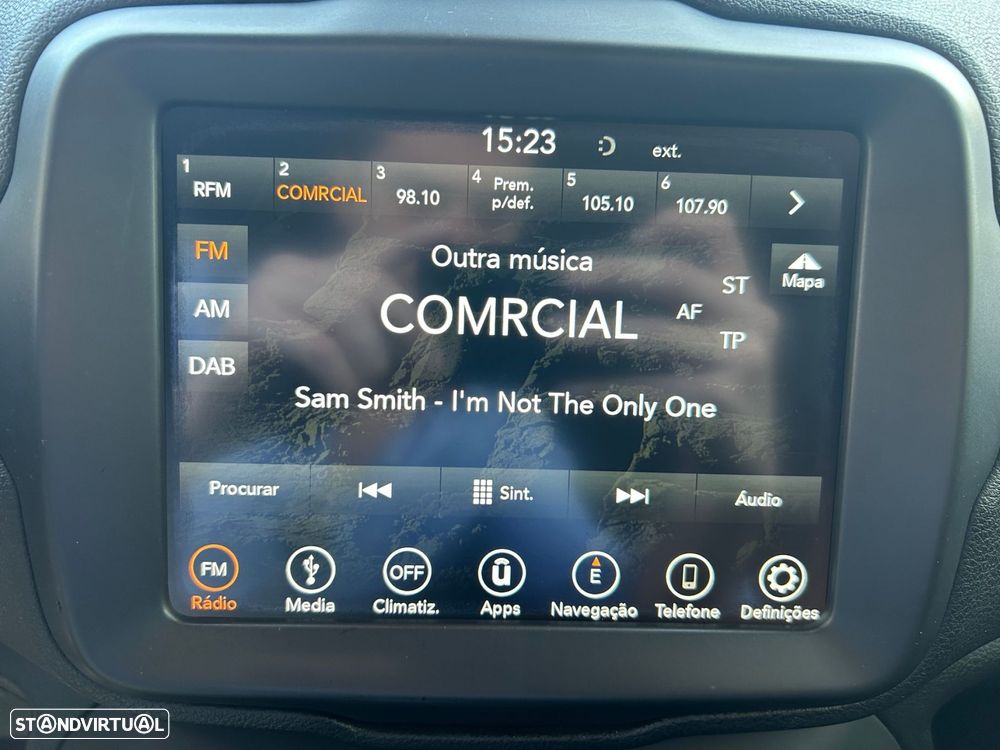 15:23 ext.
1 RFM 2 COMRCIAL 3 98.10 4 Prem. p/def. 5 105.10 6 107.90
FM
Outra música
Mapa
ST
AM
COMRCIAL
AF
TP
DAB
Sam Smith - I'm Not The Only One
Procurar Sint. Áudio
FM OFF ü E
Rádio Media Climatiz. Apps Navegação Telefone Definições
STANDVIRTUAL